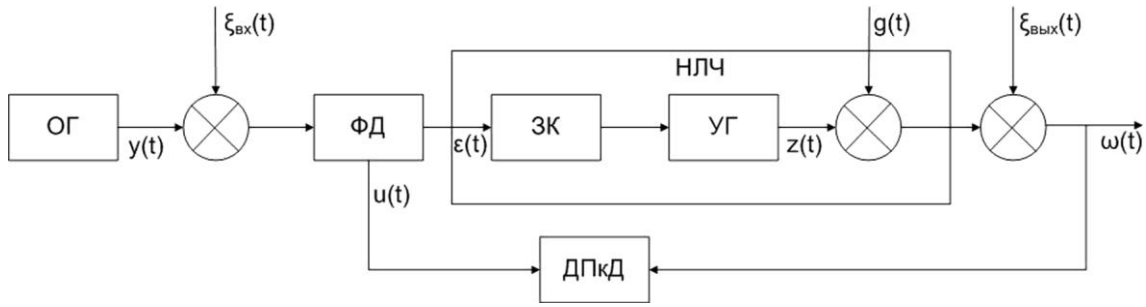 ξвх(t)
g(t)
ξвых(t)
НЛЧ
ОГ
ФД
ЗК
УГ
y(t)
ε(t)
z(t)
ω(t)
u(t)
ДПкД